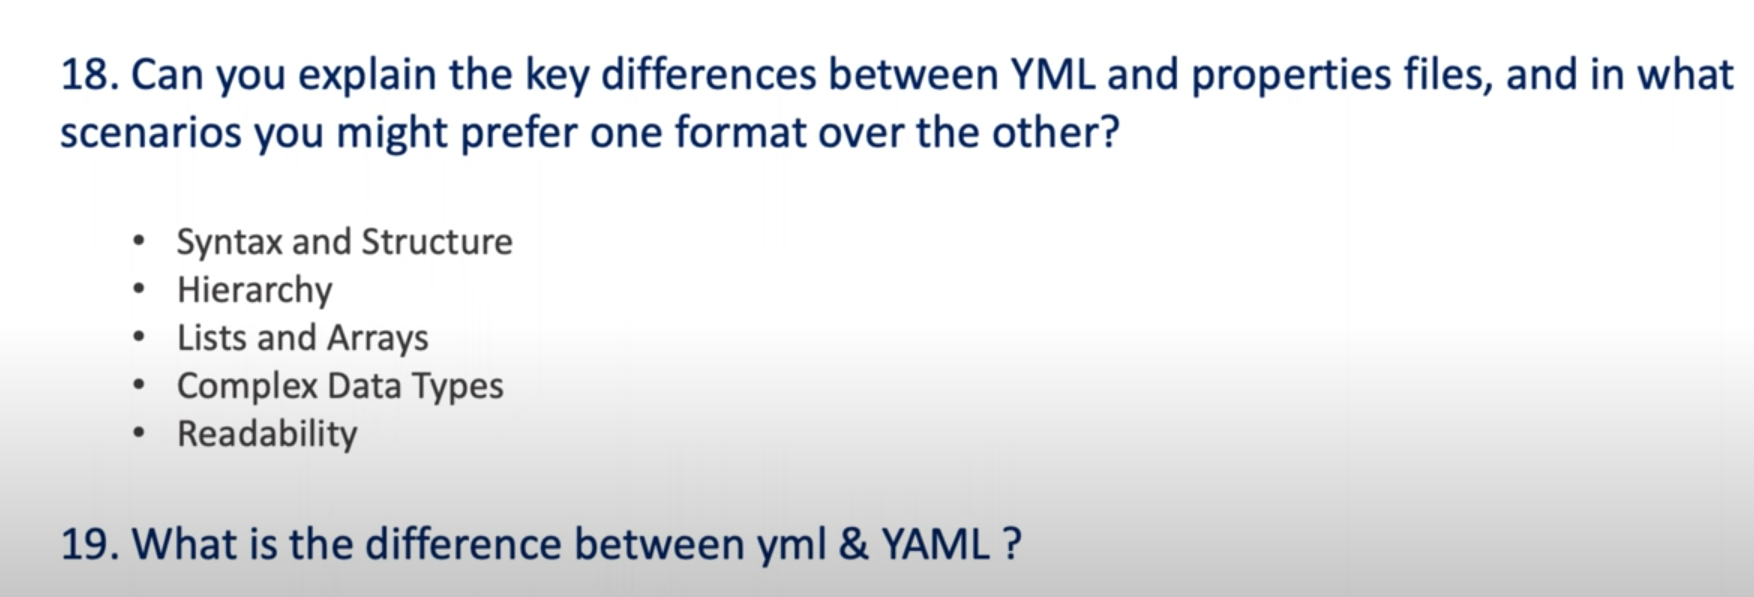 18. Can you explain the key differences between YML and properties files, and in what
scenarios you might prefer one format over the other?
• Syntax and Structure
• Hierarchy
• Lists and Arrays
• Complex Data Types
• Readability
19. What is the difference between yml & YAML ?